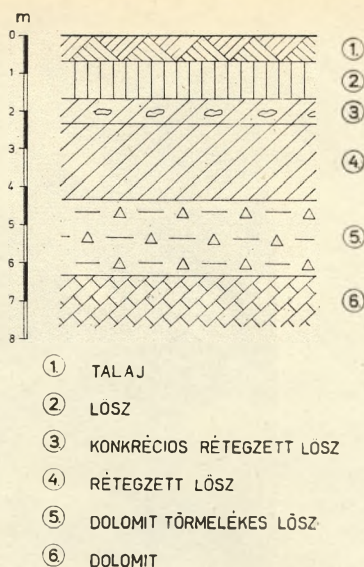 m
0
1
2
3
4
5
6
7
8
1.
2
3.
4
5.
6.
1. TALAJ
2 LÖSZ
3. KONKRÉCIOS RÉTEGZETT LÖSZ
4. RÉTEGZETT LÖSZ
5. DOLOMIT TÖRMELÉKES LÖSZ
6. DOLOMIT